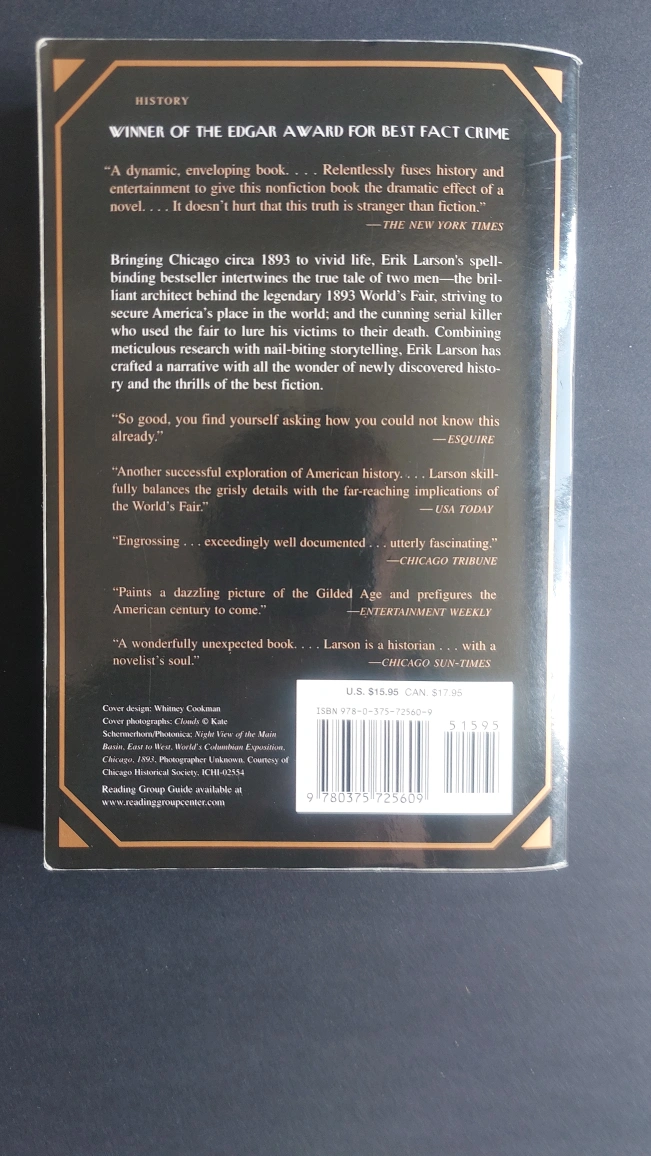 HISTORY
WINNER OF THE EDGAR AWARD FOR BEST FACT CRIME
“A dynamic, enveloping book. . . . Relentlessly fuses history and
entertainment to give this nonfiction book the dramatic effect of a
novel. . . . It doesn’t hurt that this truth is stranger than fiction.”
—THE NEW YORK TIMES
Bringing Chicago circa 1893 to vivid life, Erik Larson's spell-
binding bestseller intertwines the true tale of two men—the bril-
liant architect behind the legendary 1893 World’s Fair, striving to
secure America’s place in the world; and the cunning serial killer
who used the fair to lure his victims to their death. Combining
meticulous research with nail-biting storytelling, Erik Larson has
crafted a narrative with all the wonder of newly discovered histo-
ry and the thrills of the best fiction.
“So good, you find yourself asking how you could not know this
already.” —ESQUIRE
“Another successful exploration of American history. . . . Larson skill-
fully balances the grisly details with the far-reaching implications of
the World’s Fair.” —USA TODAY
“Engrossing . . . exceedingly well documented . . . utterly fascinating.”
—CHICAGO TRIBUNE
“Paints a dazzling picture of the Gilded Age and prefigures the
American century to come.” —ENTERTAINMENT WEEKLY
“A wonderfully unexpected book. . . . Larson is a historian . . . with a
novelist’s soul.” —CHICAGO SUN-TIMES
Cover design: Whitney Cookman
Cover photographs: Clouds © Kate
Schermerhorn/Photonica; Night View of the Main
Basin, East to West, World’s Columbian Exposition,
Chicago, 1893, Photographer Unknown. Courtesy of
Chicago Historical Society, ICHI-02554
Reading Group Guide available at
www.readinggroupcenter.com
U.S. $15.95 CAN. $17.95
ISBN 978-0-375-72560-9
51595
9 780375 725609